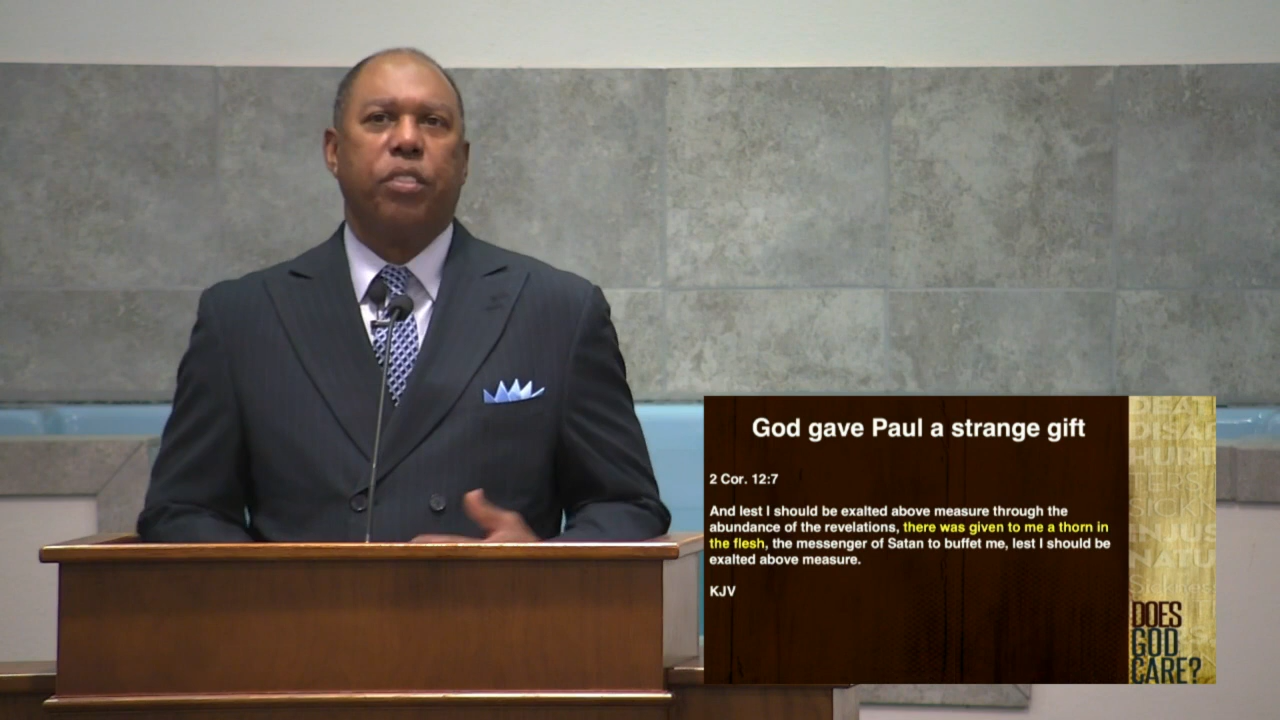 God gave Paul a strange gift
2 Cor. 12:7
And lest I should be exalted above measure through the
abundance of the revelations, there was given to me a thorn in
the flesh, the messenger of Satan to buffet me, lest I should be
exalted above measure.
KJV
HURT
DOES
GOD
CARE?